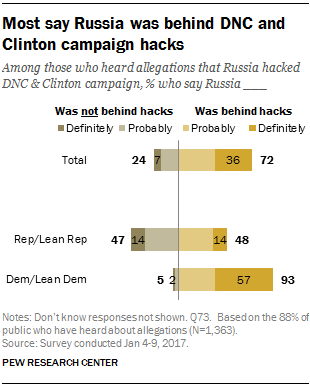 Most say Russia was behind DNC and
Clinton campaign hacks
Among those who heard allegations that Russia hacked
DNC & Clinton campaign, % who say Russia ___
Was not behind hacks Was behind hacks
Definitely Probably Probably Definitely
Total 24 7 36 72
Rep/Lean Rep 47 14 14 48
Dem/Lean Dem 5 2 57 93
Notes: Don't know responses not shown. Q73. Based on the 88% of
public who have heard about allegations (N=1,363).
Source: Survey conducted Jan 4-9, 2017.
PEW RESEARCH CENTER